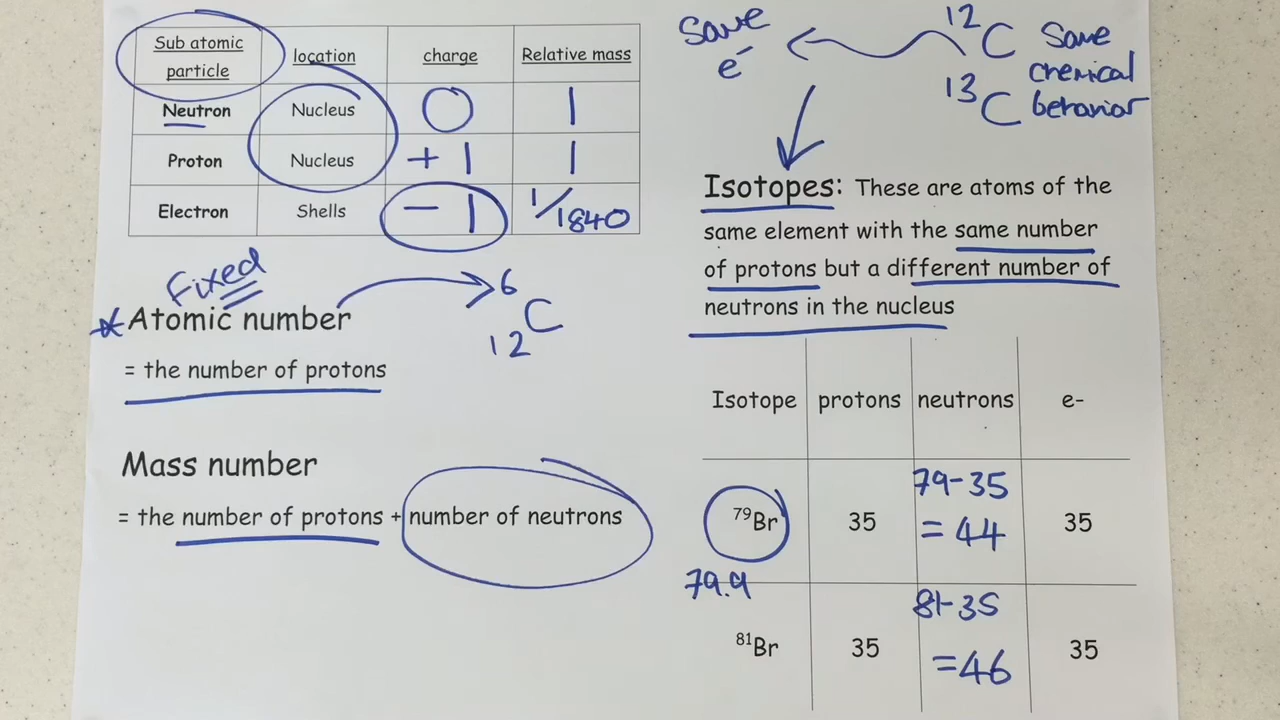 Sub atomic particle location charge Relative mass
Neutron Nucleus 0 1
Proton Nucleus + 1 1
Electron Shells - 1 1/1840
Fixed
*Atomic number
= the number of protons
6
C
12
Mass number
= the number of protons + number of neutrons
Same
e-
12C Same
chemical
13C behavior
Isotopes: These are atoms of the
same element with the same number
of protons but a different number of
neutrons in the nucleus
Isotope protons neutrons e-
79-35
79Br 35 = 44 35
79.9
81-35
81Br 35 =46 35